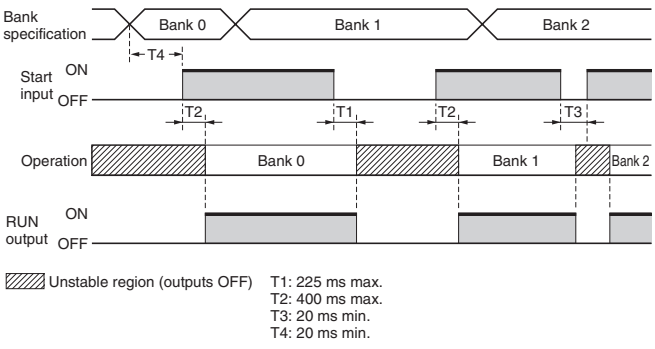 Bank specification
Bank 0
Bank 1
Bank 2
T4
Start input
ON
OFF
T2
T1
T2
T3
Operation
Bank 0
Bank 1
Bank 2
RUN output
ON
OFF
Unstable region (outputs OFF)
T1: 225 ms max.
T2: 400 ms max.
T3: 20 ms min.
T4: 20 ms min.